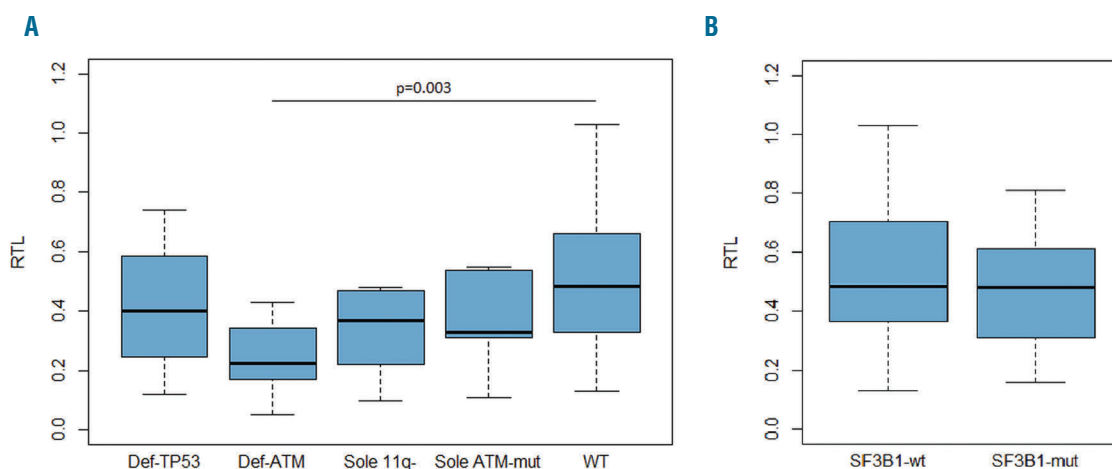 A
B
p=0.003
RTL
0.0 0.2 0.4 0.6 0.8 1.0 1.2
Def-TP53 Def-ATM Sole 11q- Sole ATM-mut WT
RTL
0.0 0.2 0.4 0.6 0.8 1.0 1.2
SF3B1-wt SF3B1-mut